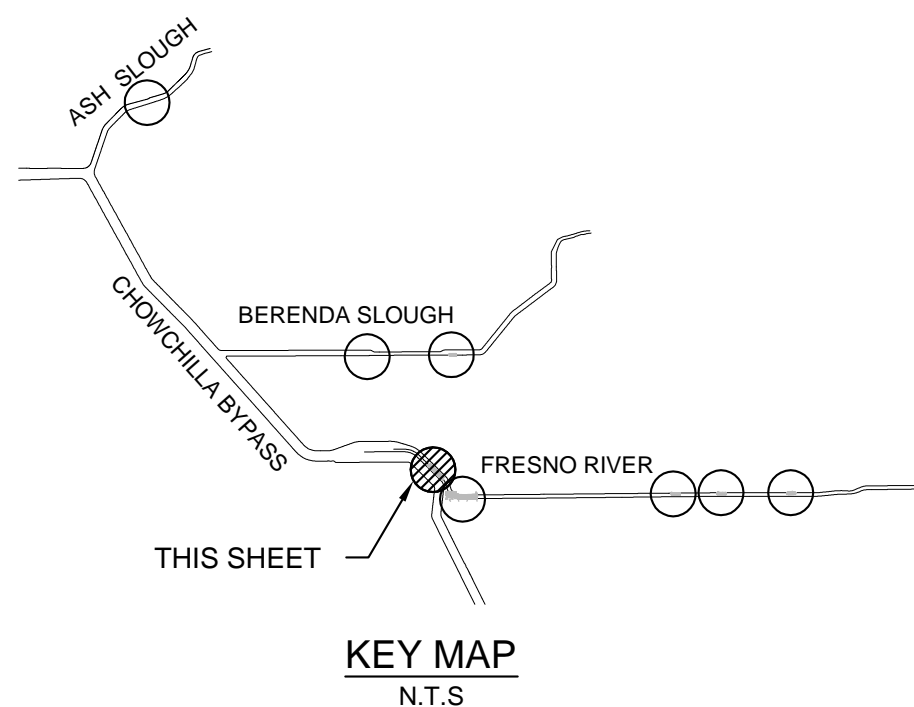 ASH SLOUGH
BERENDA SLOUGH
CHOWCHILLA BYPASS
FRESNO RIVER
THIS SHEET
KEY MAP
N.T.S